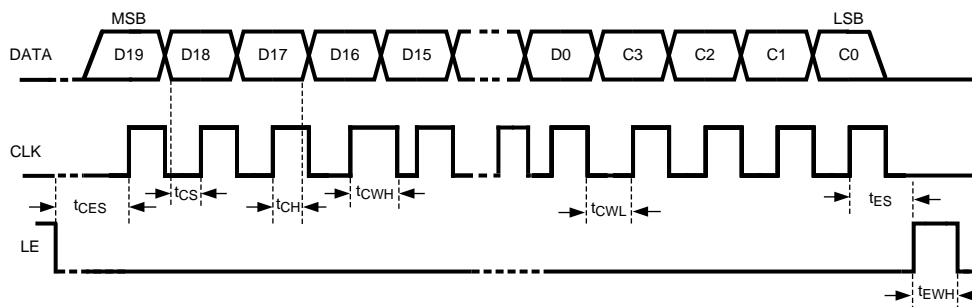 MSB LSB
DATA D19 D18 D17 D16 D15 D0 C3 C2 C1 C0
CLK
tCES tCS tCH tCWH tCWL tES
LE
tEWH